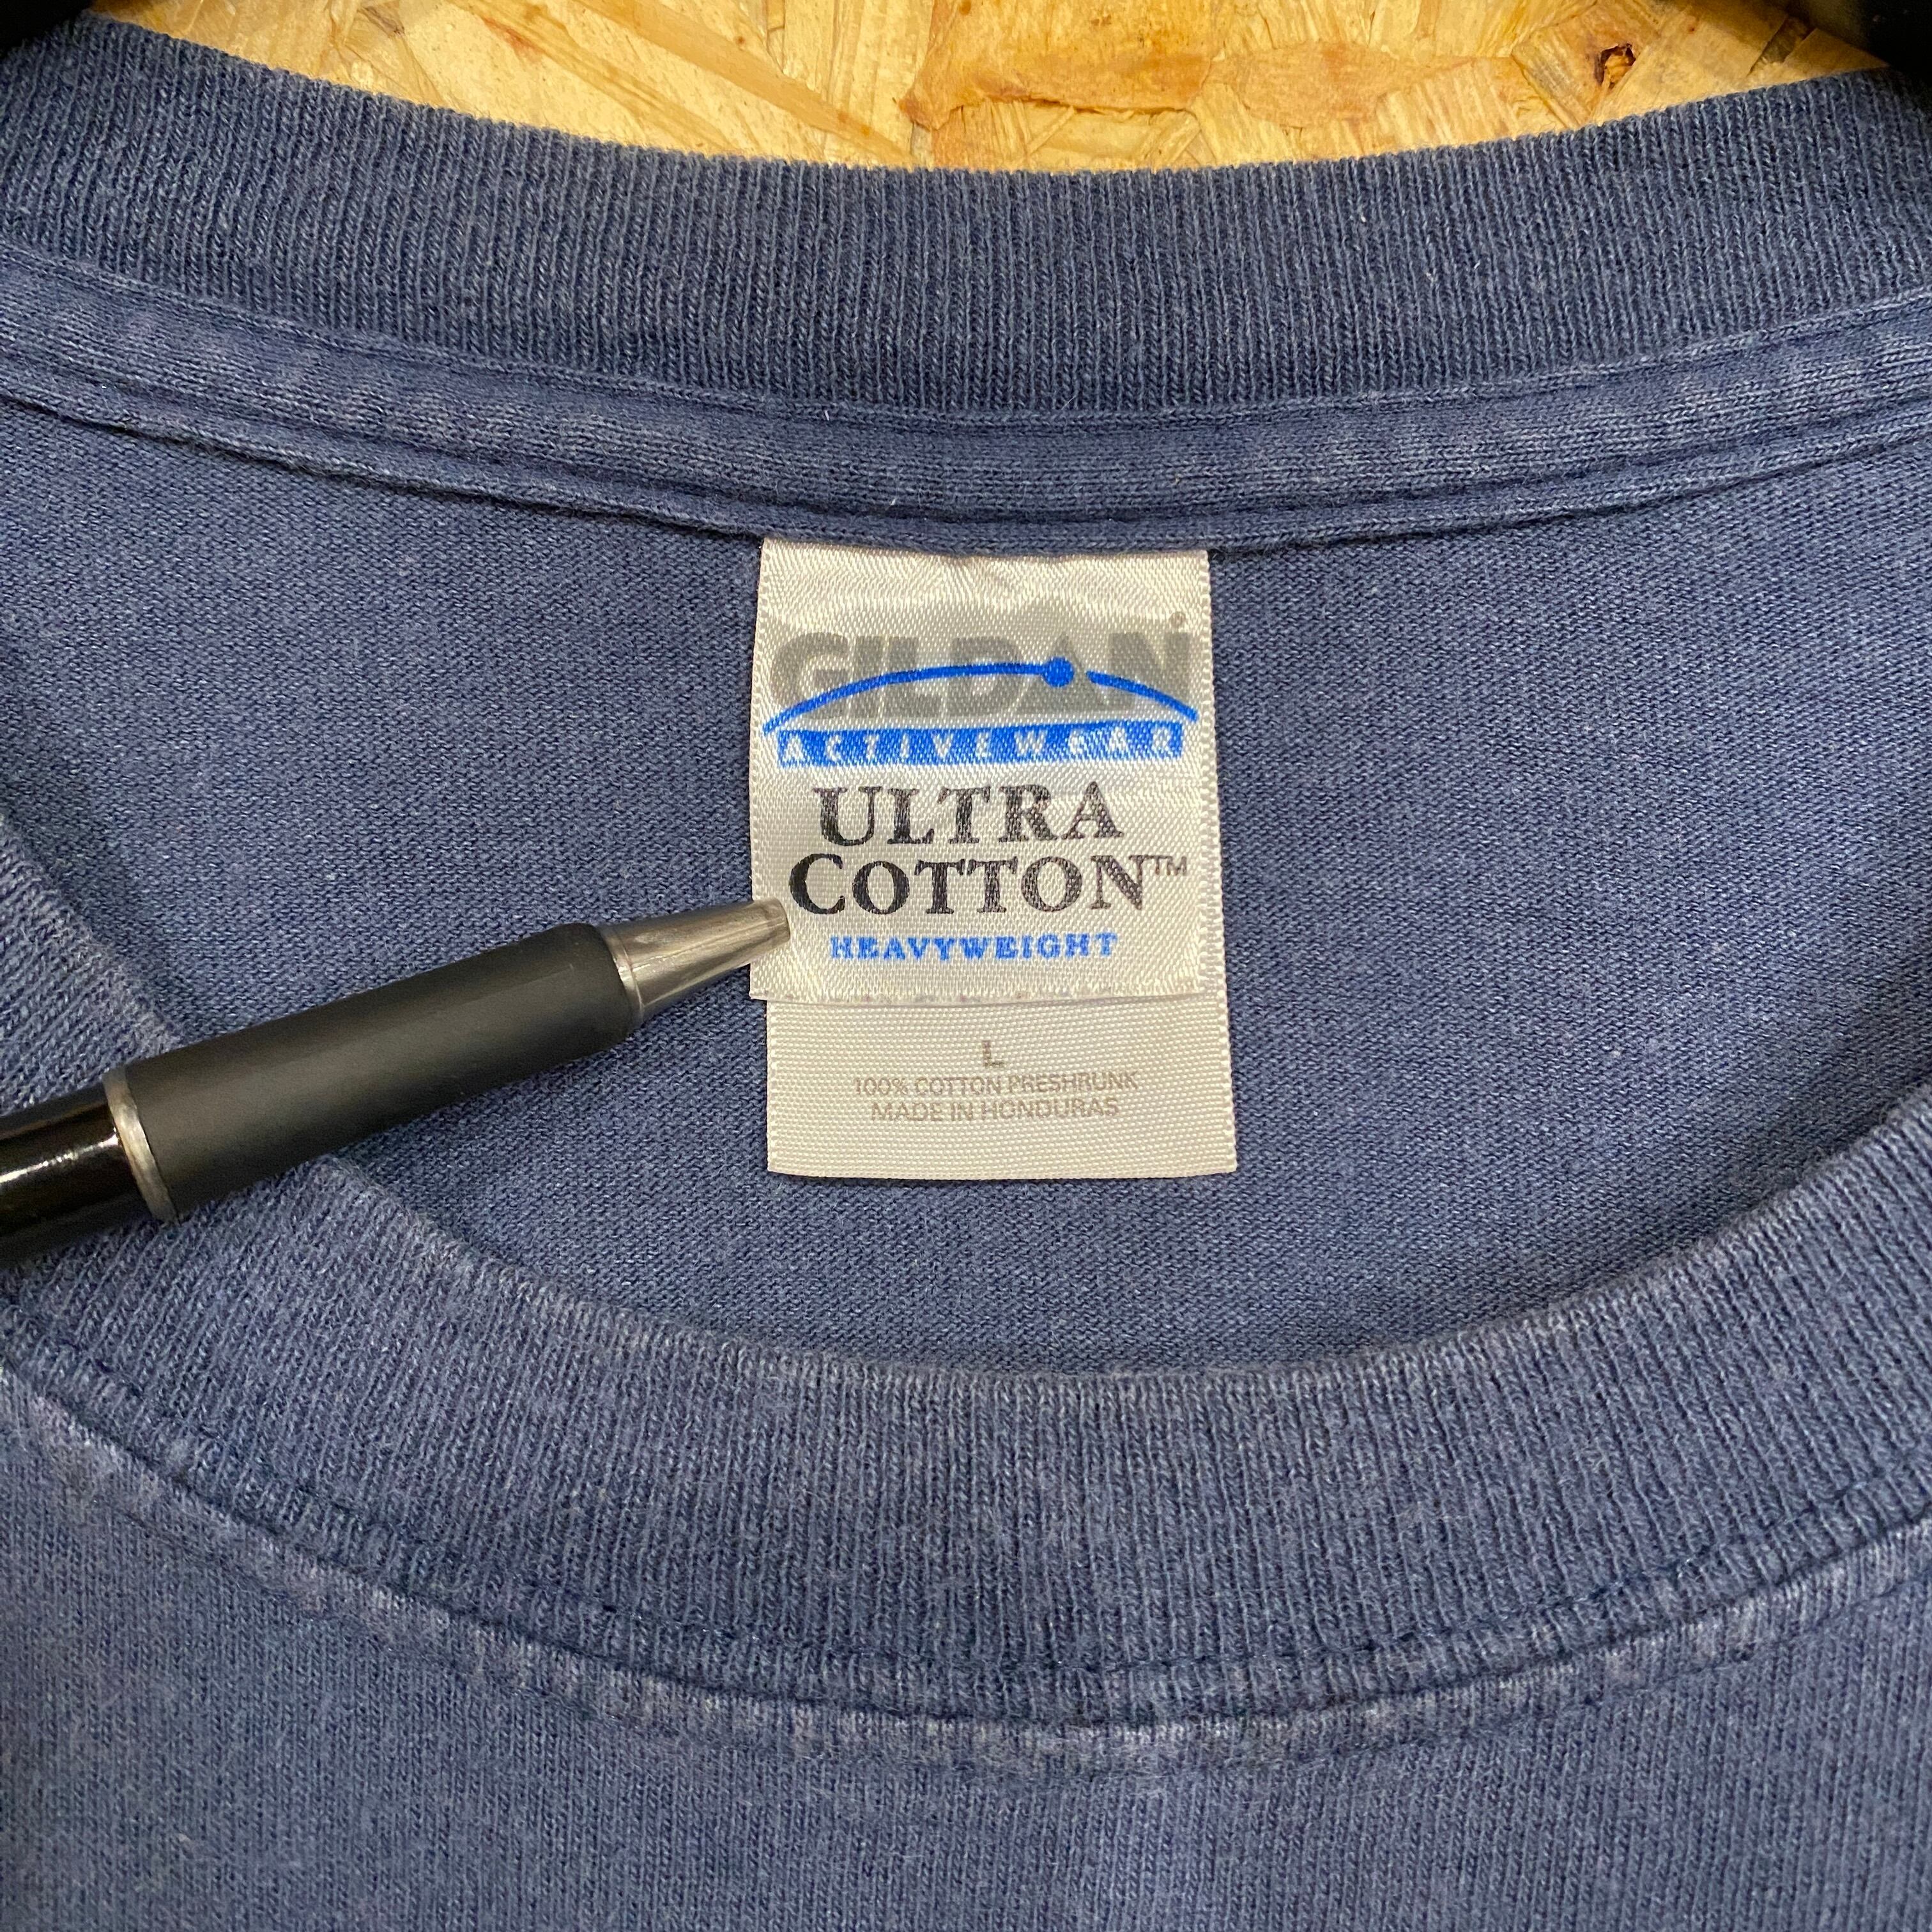 GILDAN®
ACTIVEWEAR
ULTRA
COTTON™
HEAVYWEIGHT
L
100% COTTON PRESHRUNK
MADE IN HONDURAS